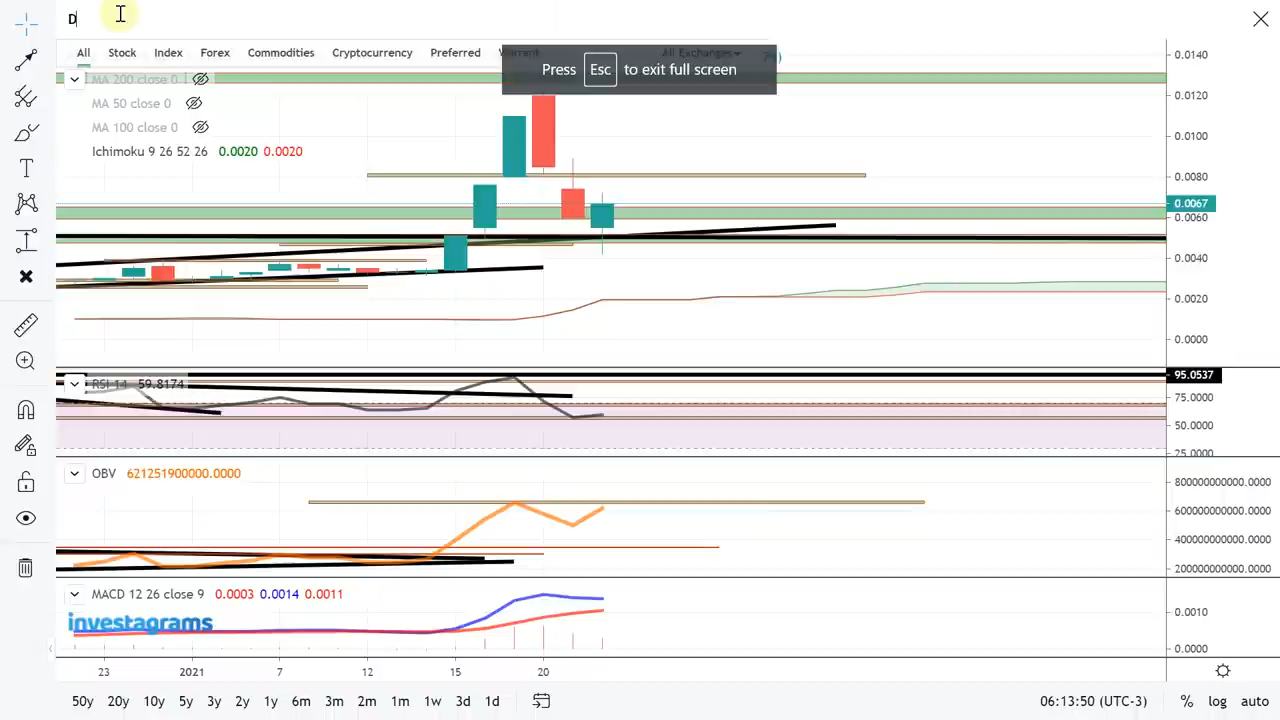 D
All Stock Index Forex Commodities Cryptocurrency Preferred Warrant All Exchanges
Press Esc to exit full screen
MA 200 close 0
MA 50 close 0
MA 100 close 0
Ichimoku 9 26 52 26 0.0020 0.0020
0.0140
0.0120
0.0100
0.0080
0.0067
0.0060
0.0040
0.0020
0.0000
RSI 14 59.8174
95.0537
75.0000
50.0000
25.0000
OBV 621251900000.0000
800000000000.0000
600000000000.0000
400000000000.0000
200000000000.0000
MACD 12 26 close 9 0.0003 0.0014 0.0011
0.0010
0.0000
investagrams
23 2021 7 12 15 20
50y 20y 10y 5y 3y 2y 1y 6m 3m 2m 1m 1w 3d 1d 06:13:50 (UTC-3) % log auto